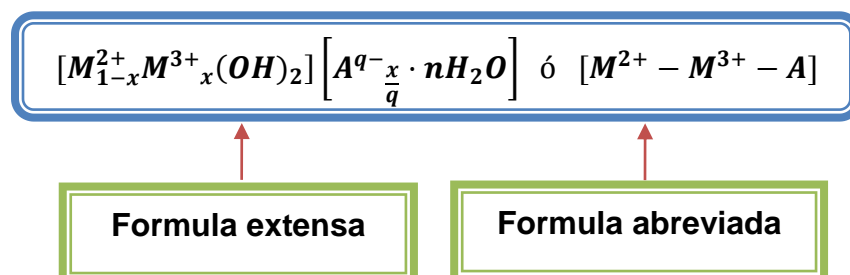 [M²⁺₁₋ₓM³⁺ₓ(OH)₂][A^{q−}_{x/q} · nH₂O] ó [M²⁺ − M³⁺ − A]
Formula extensa
Formula abreviada